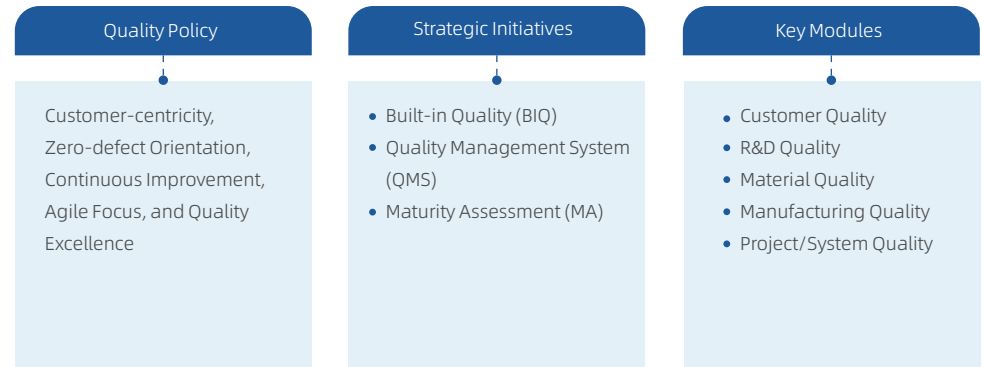 Quality Policy
Customer-centricity,
Zero-defect Orientation,
Continuous Improvement,
Agile Focus, and Quality
Excellence
Strategic Initiatives
Built-in Quality (BIQ)
Quality Management System
(QMS)
Maturity Assessment (MA)
Key Modules
Customer Quality
R&D Quality
Material Quality
Manufacturing Quality
Project/System Quality